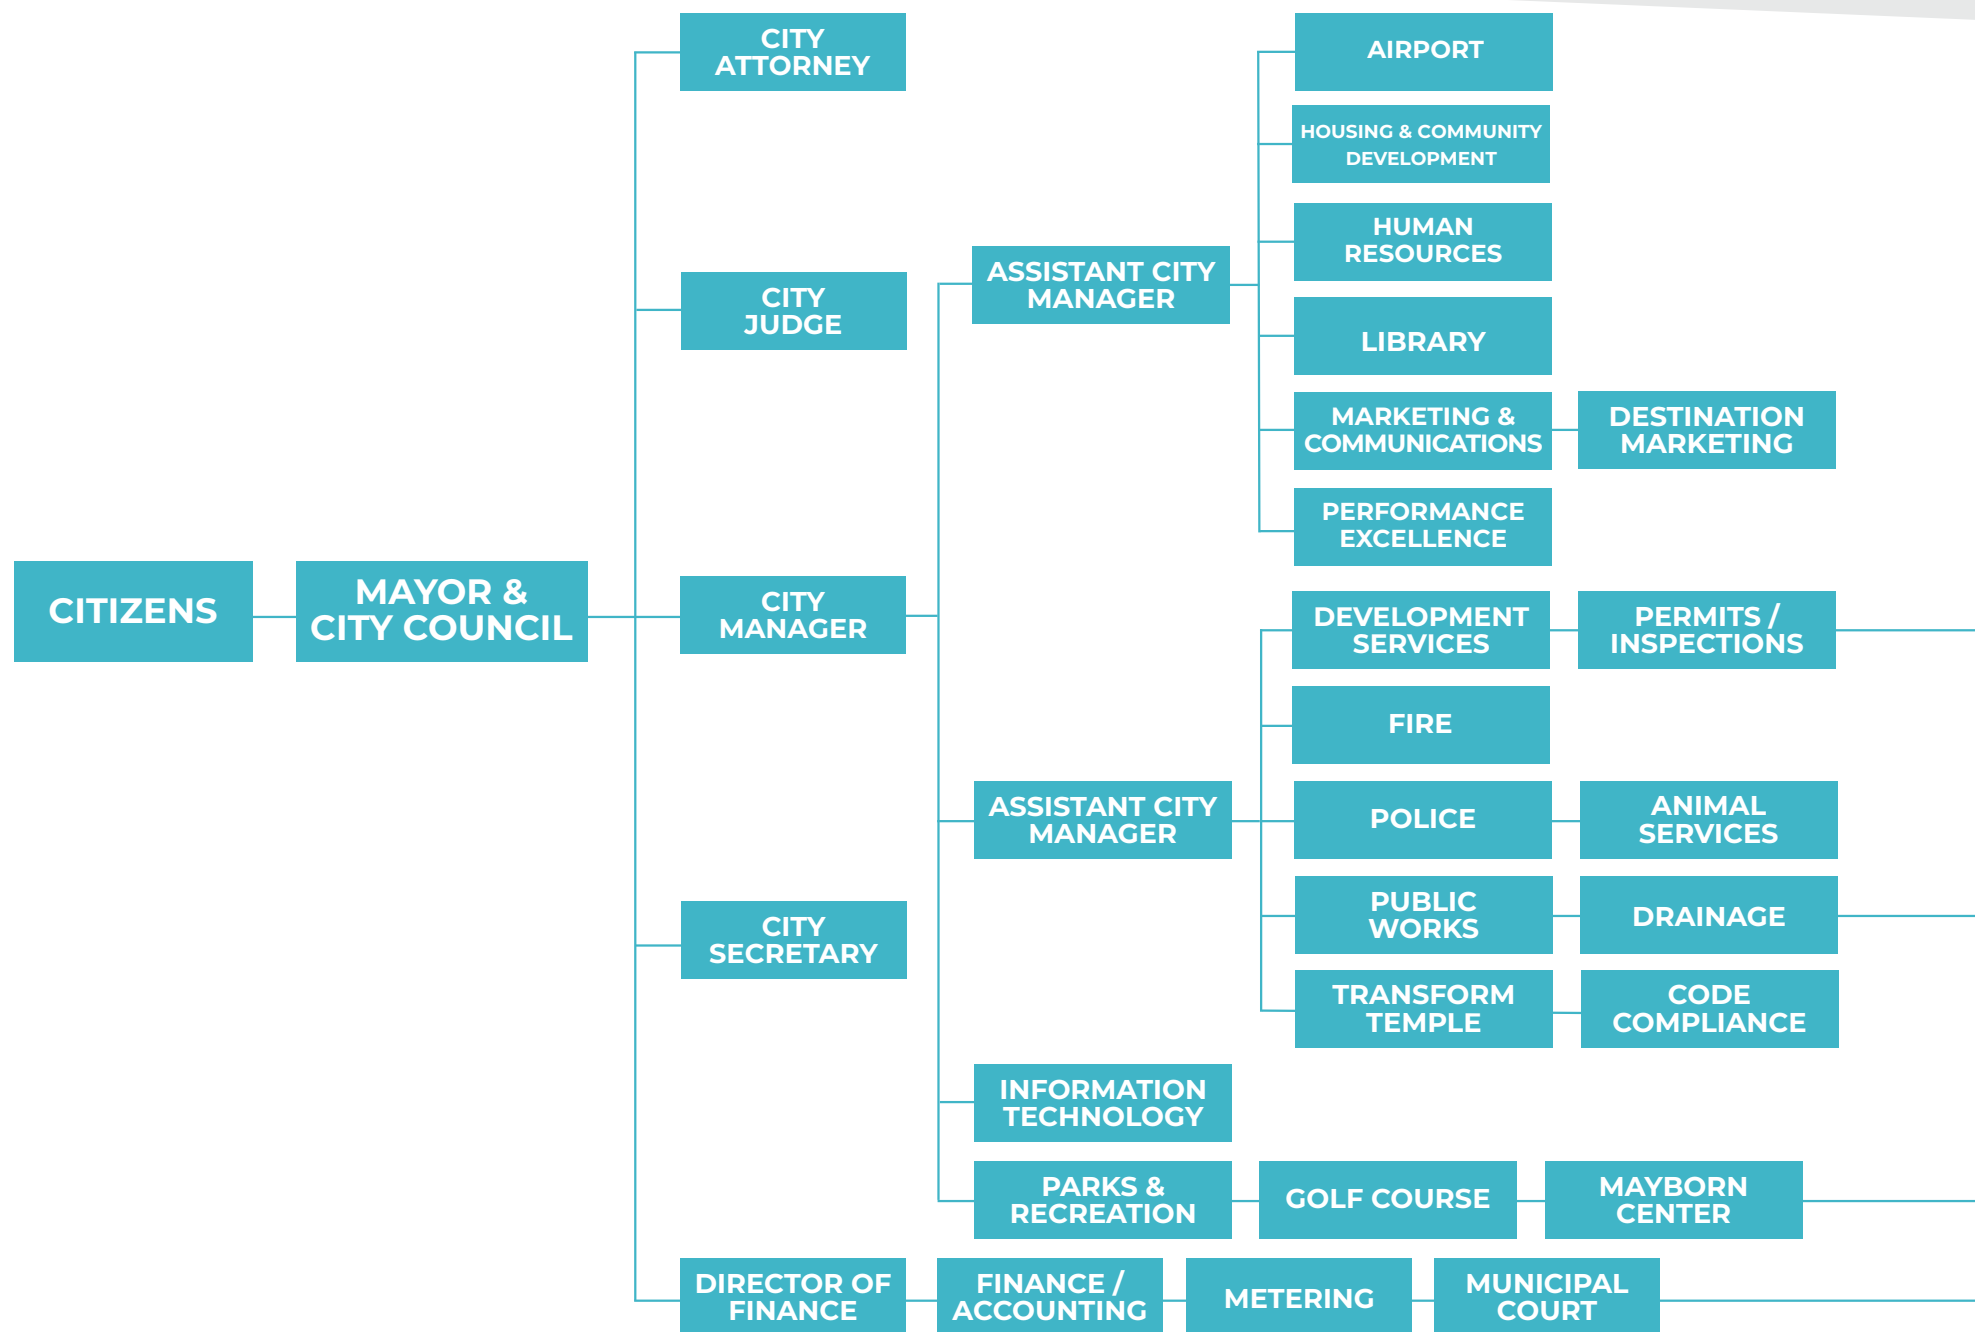 CITIZENS
MAYOR &
CITY COUNCIL
CITY
ATTORNEY
CITY
JUDGE
CITY
MANAGER
ASSISTANT CITY
MANAGER
AIRPORT
HOUSING & COMMUNITY
DEVELOPMENT
HUMAN
RESOURCES
LIBRARY
MARKETING &
COMMUNICATIONS
DESTINATION
MARKETING
PERFORMANCE
EXCELLENCE
ASSISTANT CITY
MANAGER
DEVELOPMENT
SERVICES
PERMITS /
INSPECTIONS
FIRE
POLICE
ANIMAL
SERVICES
PUBLIC
WORKS
DRAINAGE
TRANSFORM
TEMPLE
CODE
COMPLIANCE
INFORMATION
TECHNOLOGY
PARKS &
RECREATION
GOLF COURSE
MAYBORN
CENTER
CITY
SECRETARY
DIRECTOR OF
FINANCE
FINANCE /
ACCOUNTING
METERING
MUNICIPAL
COURT